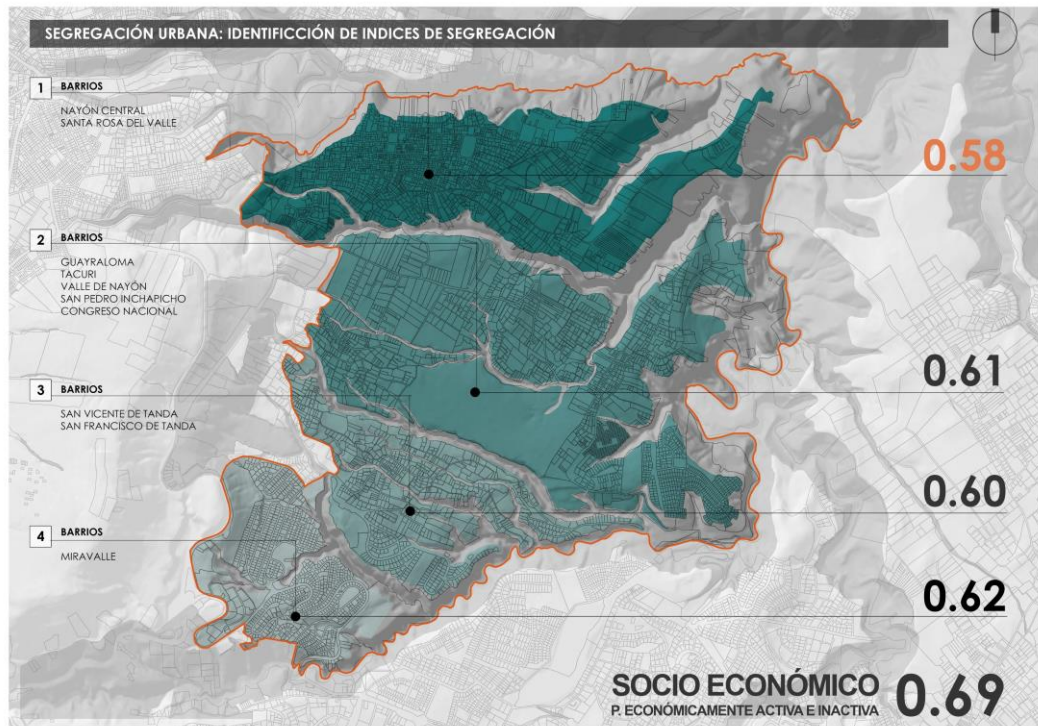 SEGREGACIÓN URBANA: IDENTIFICCIÓN DE INDICES DE SEGREGACIÓN
1 BARRIOS
NAYÓN CENTRAL
SANTA ROSA DEL VALLE
0.58
2 BARRIOS
GUAYRALOMA
TACURI
VALLE DE NAYÓN
SAN PEDRO INCHAPICHO
CONGRESO NACIONAL
0.61
3 BARRIOS
SAN VICENTE DE TANDA
SAN FRANCISCO DE TANDA
0.60
4 BARRIOS
MIRAVALLE
0.62
SOCIO ECONÓMICO 0.69
P. ECONÓMICAMENTE ACTIVA E INACTIVA